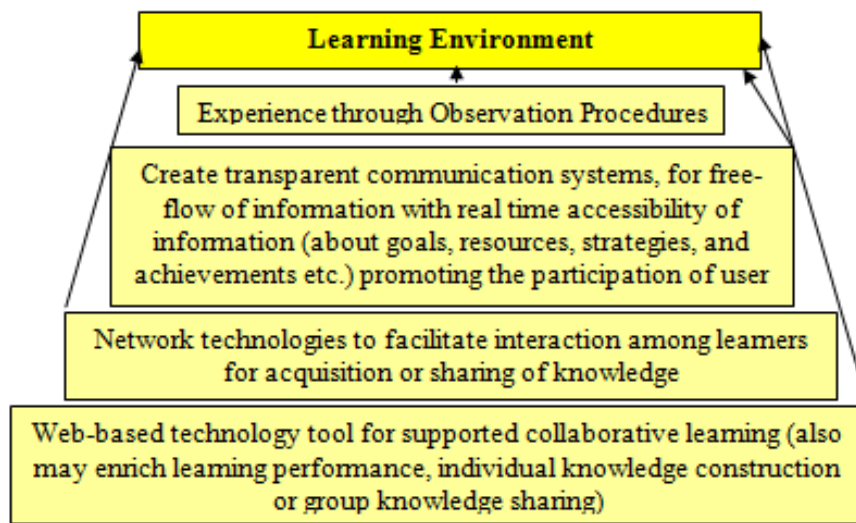 Learning Environment
Experience through Observation Procedures
Create transparent communication systems, for free-
flow of information with real time accessibility of
information (about goals, resources, strategies, and
achievements etc.) promoting the participation of user
Network technologies to facilitate interaction among learners
for acquisition or sharing of knowledge
Web-based technology tool for supported collaborative learning (also
may enrich learning performance, individual knowledge construction
or group knowledge sharing)